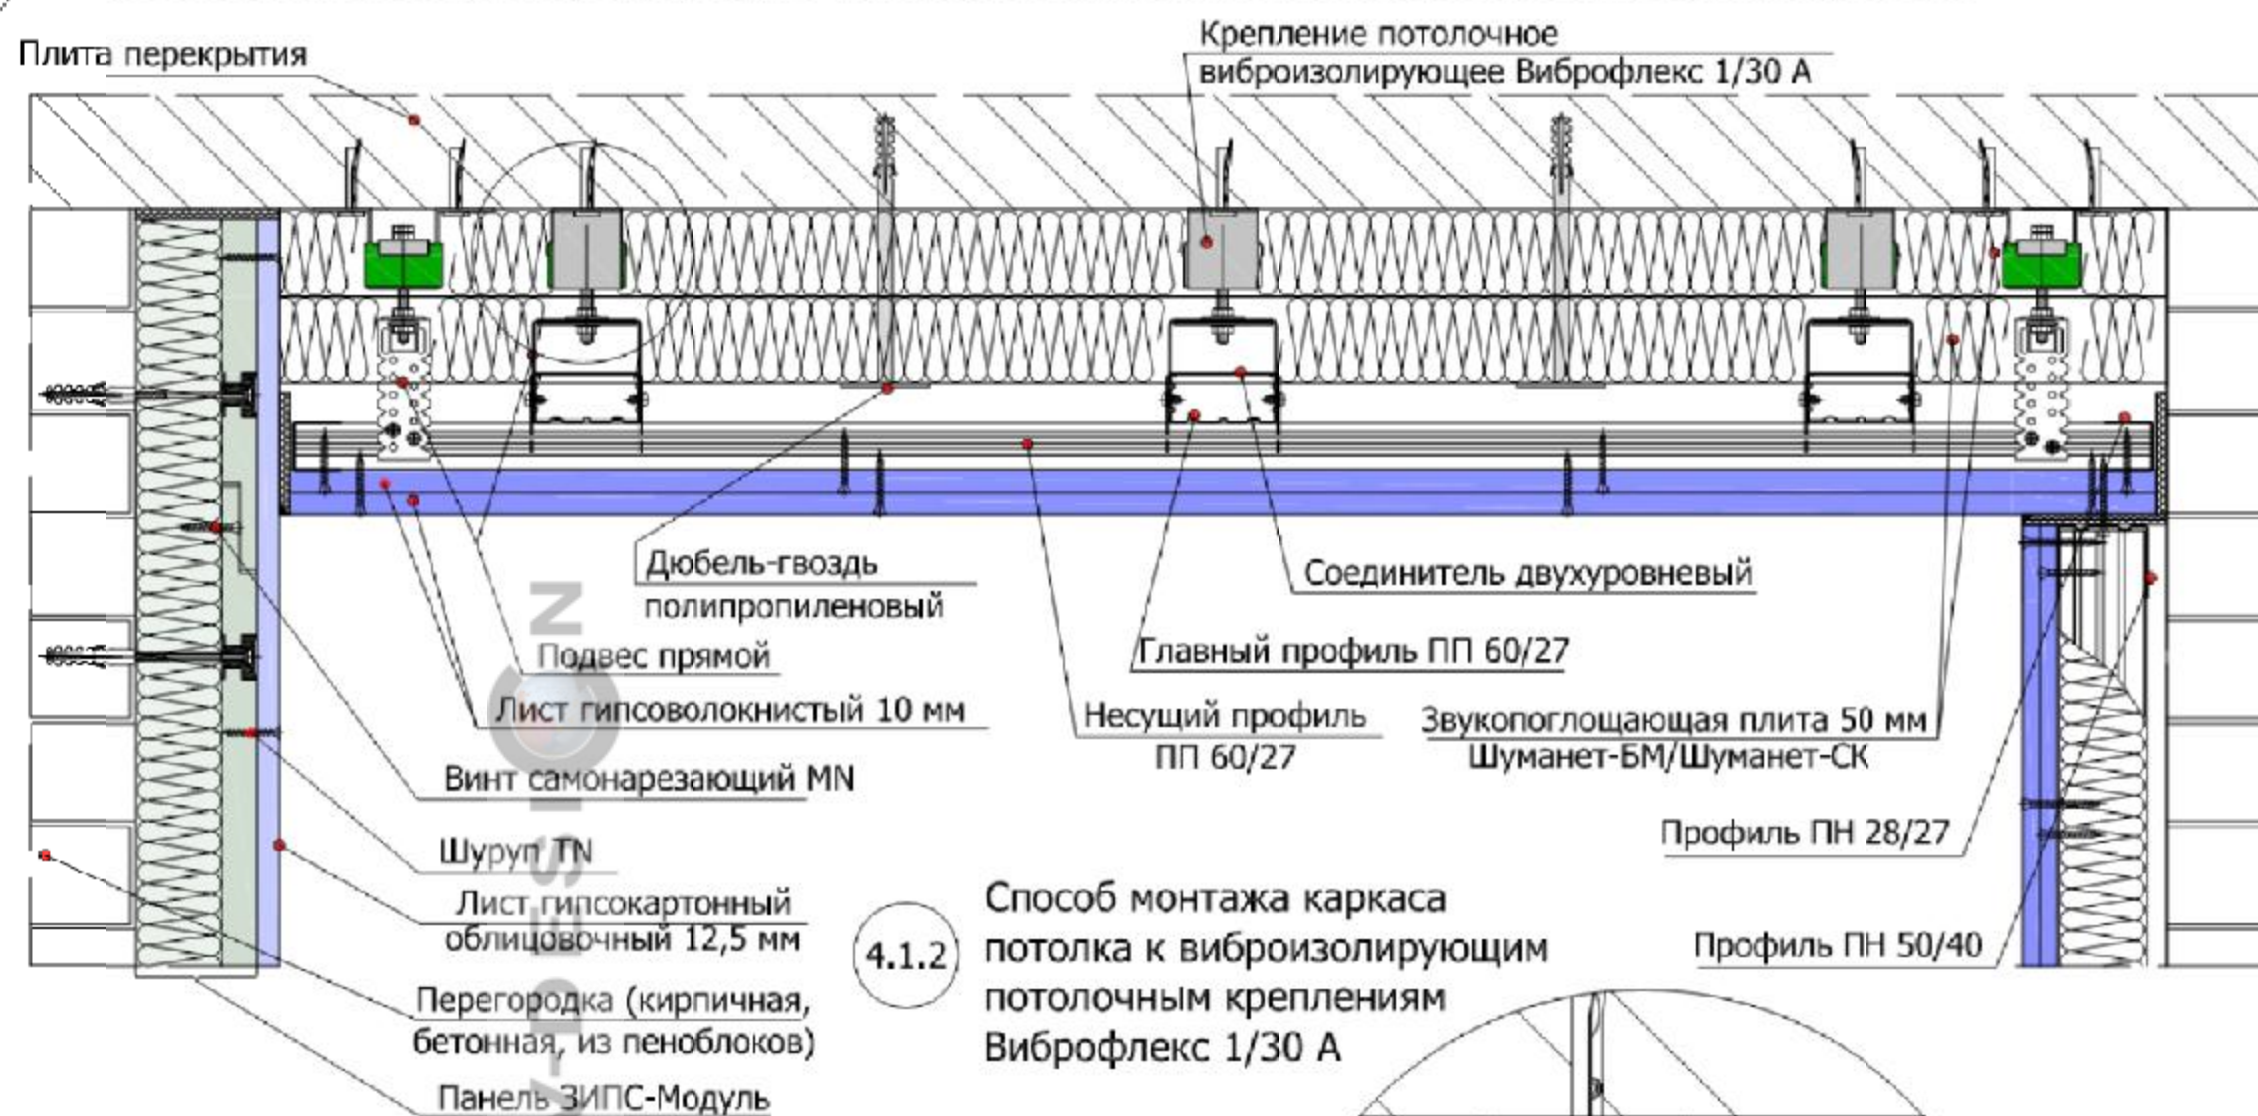 Плита перекрытия
Крепление потолочное
виброизолирующее Виброфлекс 1/30 А
Дюбель-гвоздь
полипропиленовый
Соединитель двухуровневый
Подвес прямой
Главный профиль ПП 60/27
Лист гипсоволокнистый 10 мм
Несущий профиль
ПП 60/27
Звукопоглощающая плита 50 мм
Шуманет-БМ/Шуманет-СК
Винт самонарезающий MN
Шуруп TN
Профиль ПН 28/27
Лист гипсокартонный
облицовочный 12,5 мм
Профиль ПН 50/40
4.1.2
Способ монтажа каркаса
потолка к виброизолирующим
потолочным креплениям
Виброфлекс 1/30 А
Перегородка (кирпичная,
бетонная, из пеноблоков)
Панель ЗИПС-Модуль
V-DESIGN